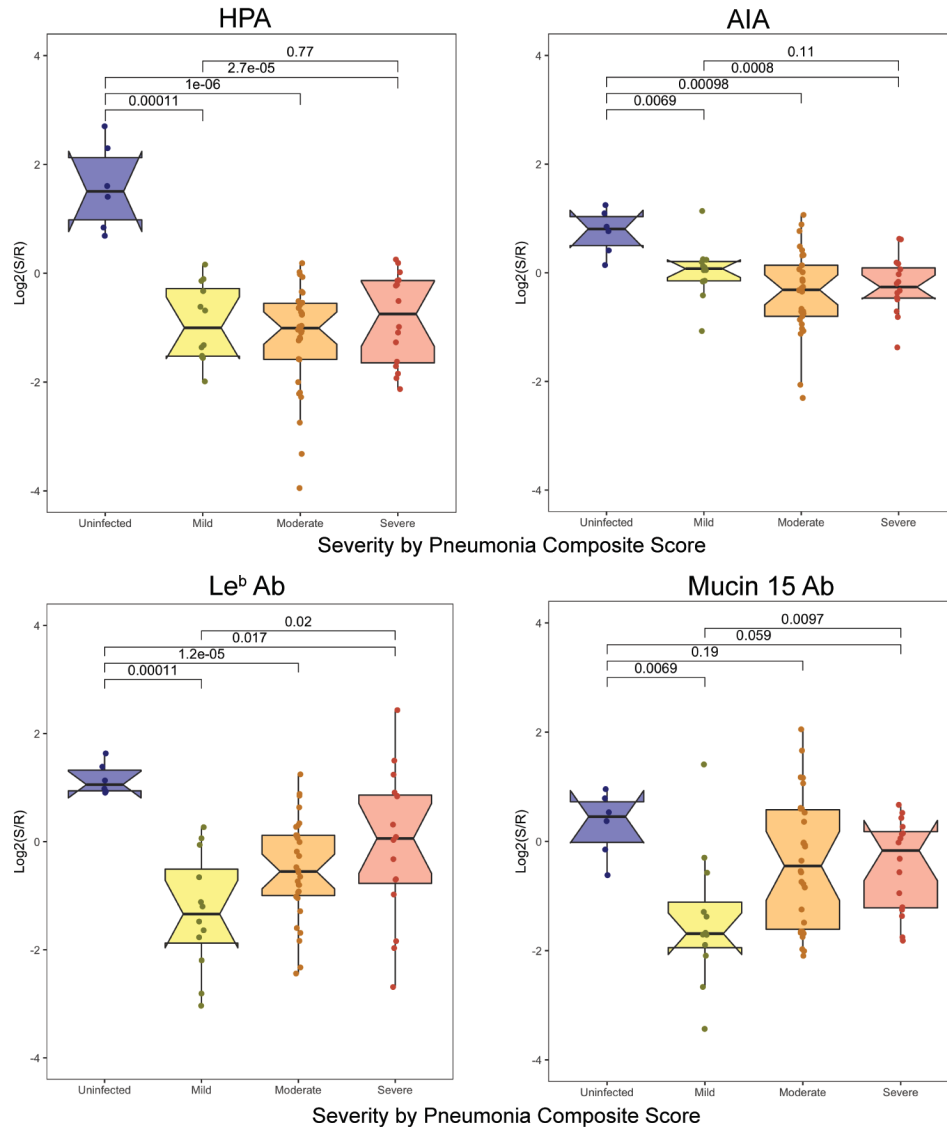 HPA
AIA
4
2
0
-2
-4
Log2(S/R)
0.77
2.7e-05
1e-06
0.00011
Uninfected
Mild
Moderate
Severe
4
2
0
-2
-4
Log2(S/R)
0.11
0.0008
0.00098
0.0069
Uninfected
Mild
Moderate
Severe
Severity by Pneumonia Composite Score
Leᵇ Ab
Mucin 15 Ab
4
2
0
-2
-4
Log2(S/R)
0.02
0.017
1.2e-05
0.00011
Uninfected
Mild
Moderate
Severe
4
2
0
-2
-4
Log2(S/R)
0.0097
0.059
0.19
0.0069
Uninfected
Mild
Moderate
Severe
Severity by Pneumonia Composite Score